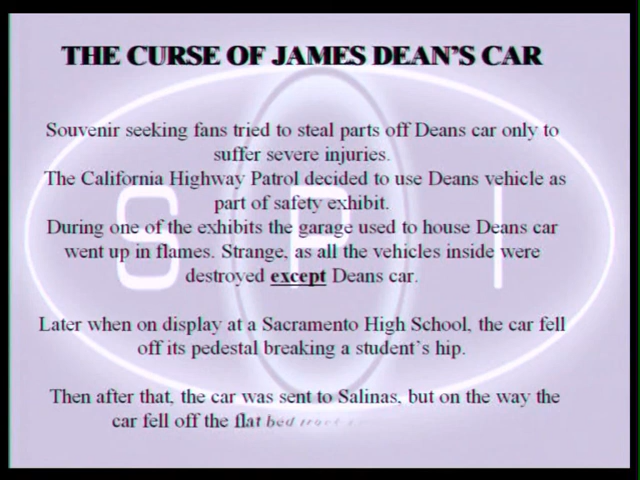 THE CURSE OF JAMES DEAN'S CAR
Souvenir seeking fans tried to steal parts off Deans car only to
suffer severe injuries.
The California Highway Patrol decided to use Deans vehicle as
part of safety exhibit.
During one of the exhibits the garage used to house Deans car
went up in flames. Strange, as all the vehicles inside were
destroyed except Deans car.
Later when on display at a Sacramento High School, the car fell
off its pedestal breaking a student's hip.
Then after that, the car was sent to Salinas, but on the way the
car fell off the flat bed
SPI